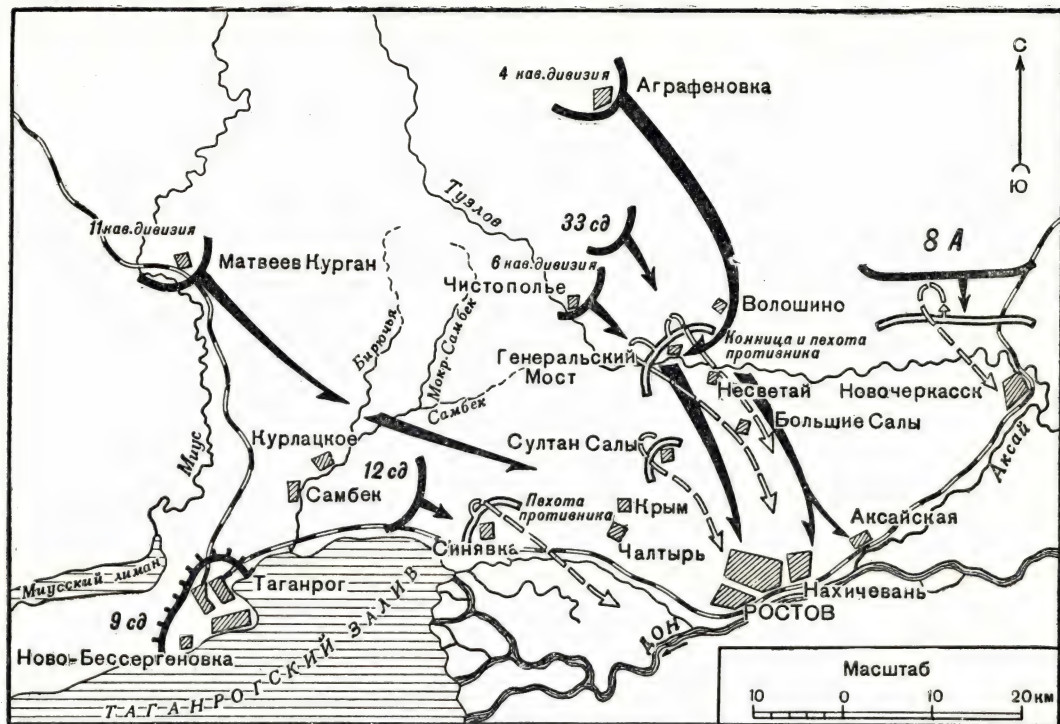 С
Ю
4 кав.дивизия
Аграфеновка
Тузлов
33 сд
8 А
11 кав.дивизия
Матвеев Курган
6 кав.дивизия
Чистополье
Волошино
Бирючья
Мокр.Самбек
Конница и пехота
противника
Генеральский
Мост
Несветай
Новочеркасск
Самбек
Большие Салы
Миус
Курлацкое
Султан Салы
Аксай
12 сд
Самбек
Пехота
противника
Крым
Аксайская
Синявка
Чалтырь
Миусский лиман
Таганрог
Нахичевань
РОСТОВ
9 сд
ДОН
Ново-Бессергеновка
ТАГАНРОГСКИЙ ЗАЛИВ
Масштаб
10 0 10 20 км